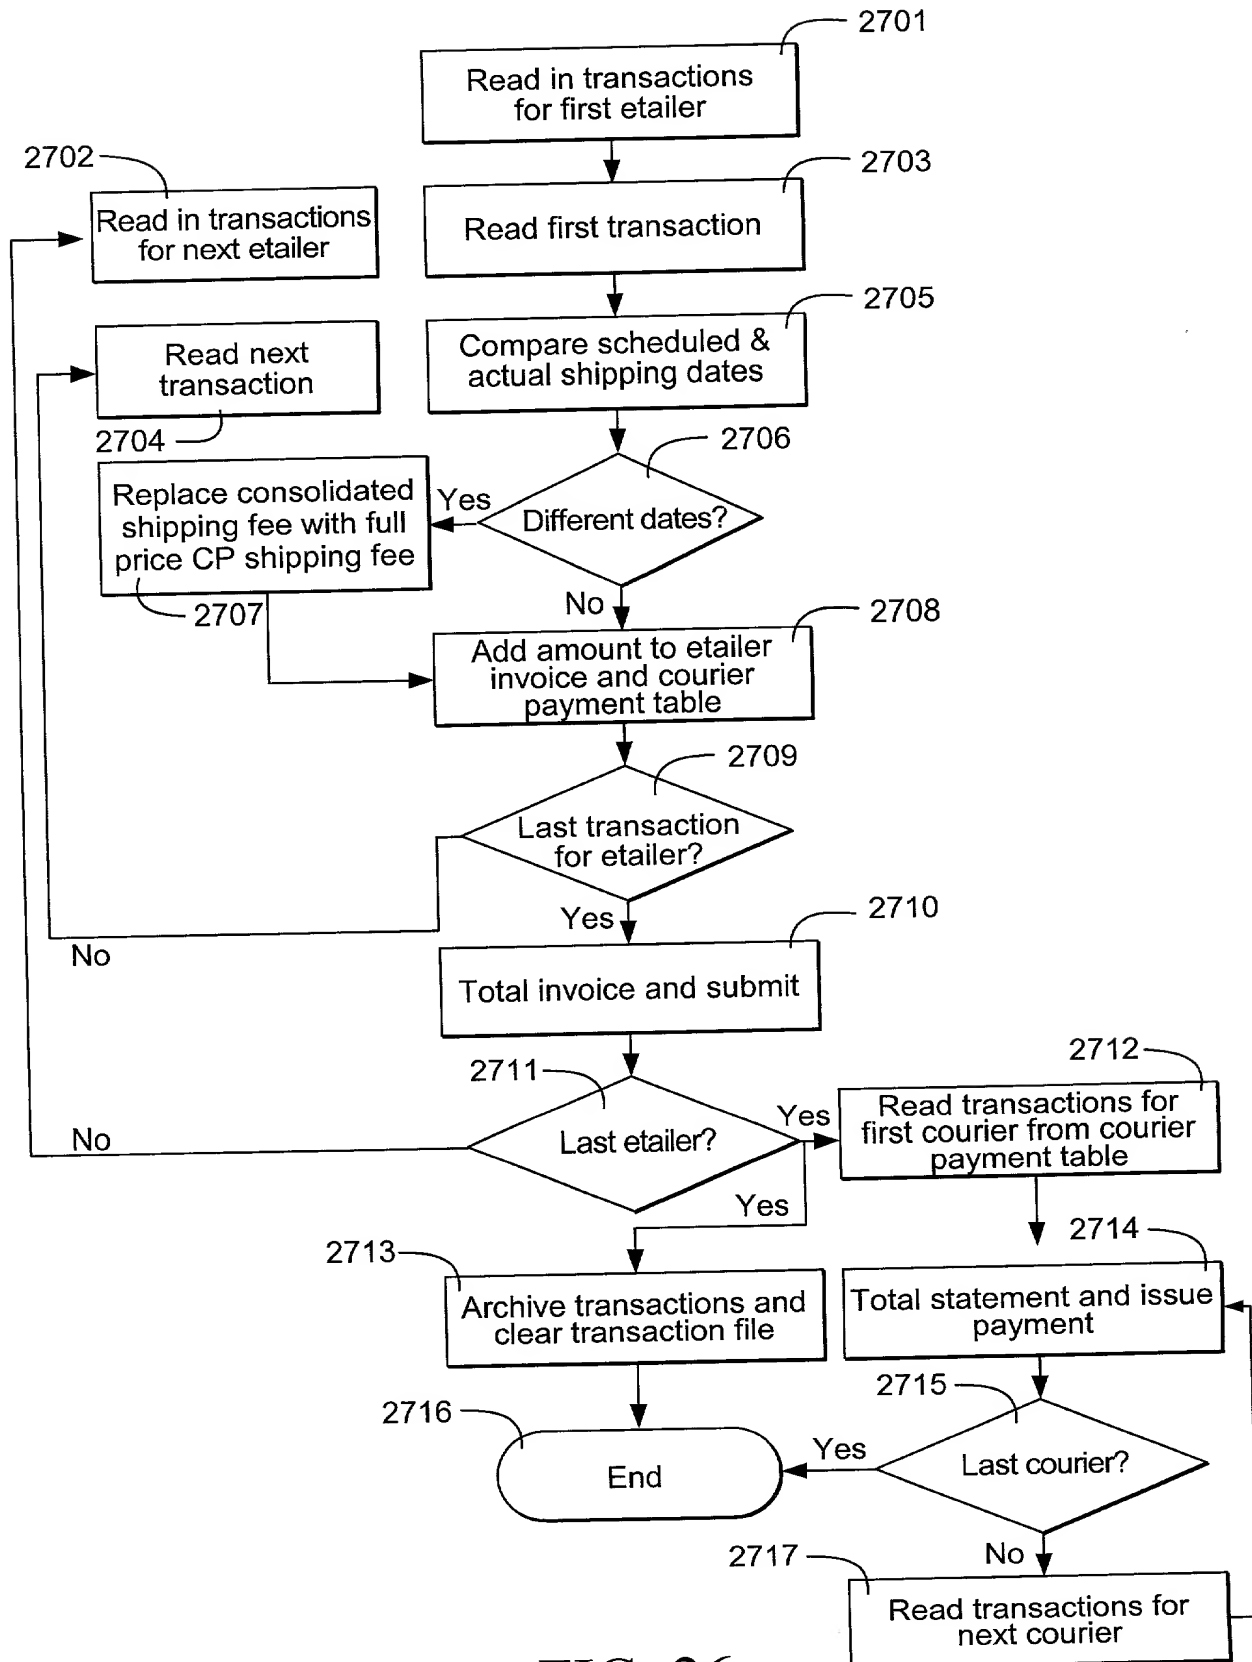 2701
Read in transactions
for first etailer
2702
2703
Read in transactions
for next etailer
Read first transaction
2705
Read next
transaction
2704
Compare scheduled &
actual shipping dates
2706
Replace consolidated
shipping fee with full
price CP shipping fee
2707
Yes
Different dates?
No
2708
Add amount to etailer
invoice and courier
payment table
2709
Last transaction
for etailer?
No
Yes
2710
Total invoice and submit
2711
2712
No
Last etailer?
Yes
Read transactions for
first courier from courier
payment table
Yes
2713
2714
Archive transactions and
clear transaction file
Total statement and issue
payment
2715
2716
End
Yes
Last courier?
No
2717
Read transactions for
next courier